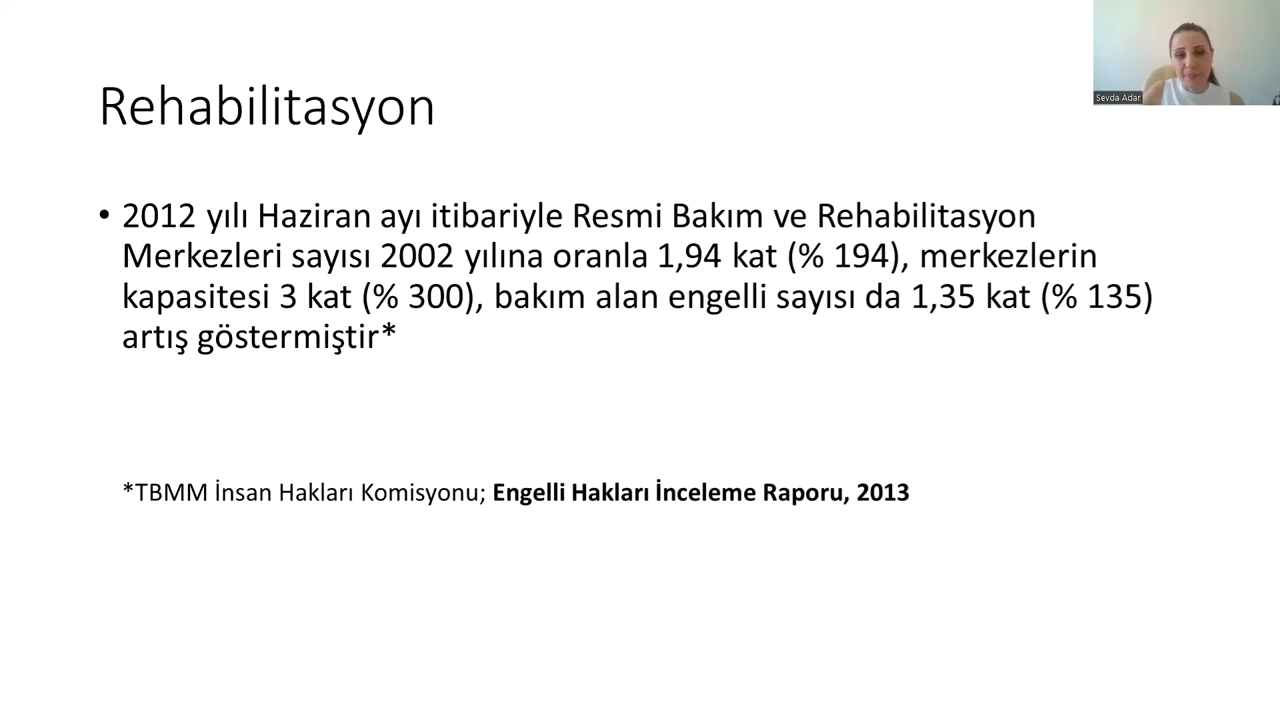 Rehabilitasyon
• 2012 yılı Haziran ayı itibariyle Resmi Bakım ve Rehabilitasyon
Merkezleri sayısı 2002 yılına oranla 1,94 kat (% 194), merkezlerin
kapasitesi 3 kat (% 300), bakım alan engelli sayısı da 1,35 kat (% 135)
artış göstermiştir*
*TBMM İnsan Hakları Komisyonu; Engelli Hakları İnceleme Raporu, 2013
Sevda Adar